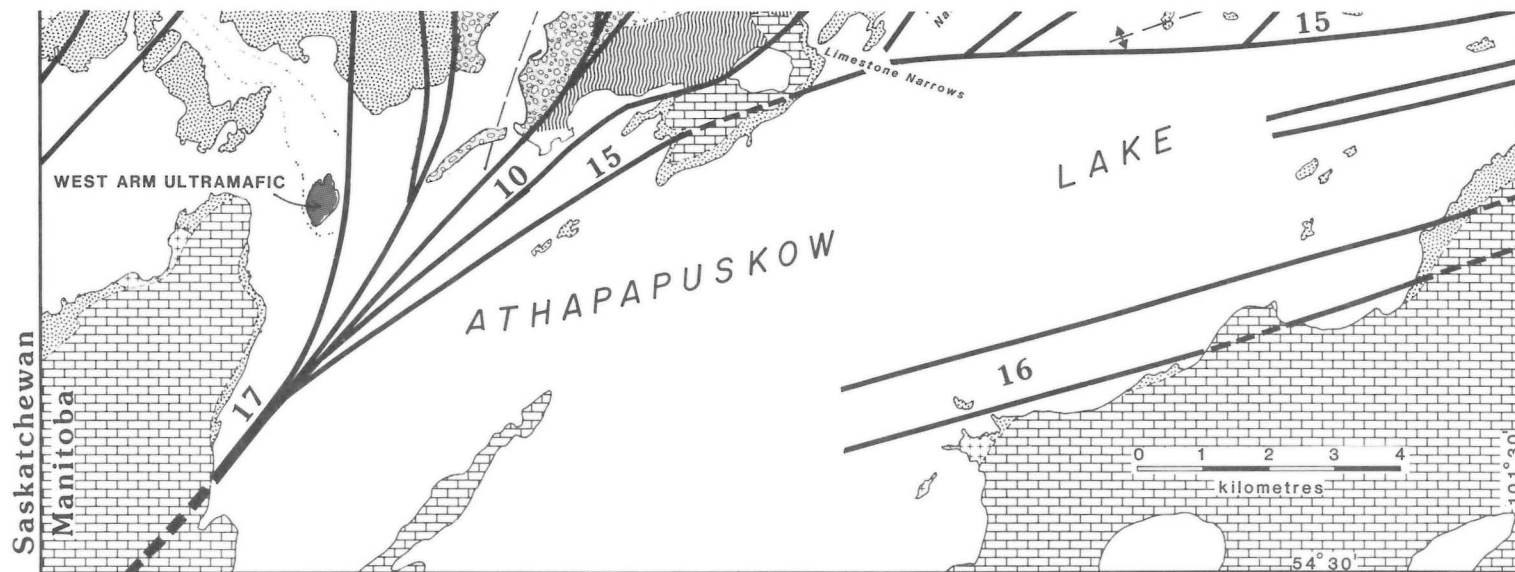 15
Limestone Narrows
WEST ARM ULTRAMAFIC
10
15
LAKE
ATHAPAPUSKOW
Saskatchewan
Manitoba
17
16
0 1 2 3 4
kilometres
101°30'
54°30'